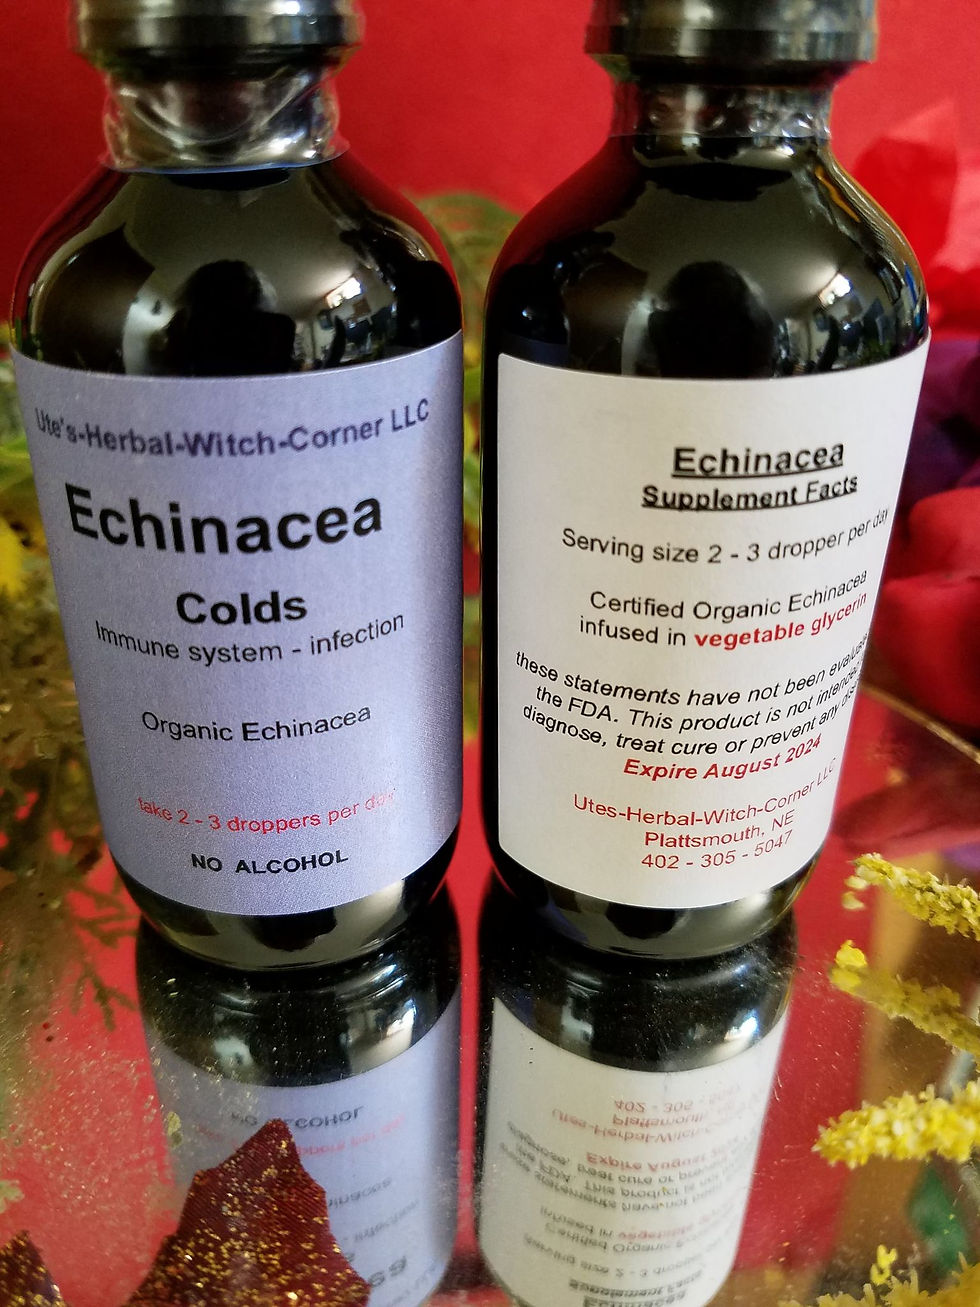 Ute's-Herbal-Witch-Corner LLC
Echinacea
Colds
Immune system - infection
Organic Echinacea
take 2 - 3 droppers per day
NO ALCOHOL
Echinacea
Supplement Facts
Serving size 2 - 3 dropper per day
Certified Organic Echinacea
infused in vegetable glycerin
these statements have not been
the FDA. This product is not
diagnose, treat cure or prevent any
Expire August 2024
Utes-Herbal-Witch-Corner LLC
Plattsmouth, NE
402 - 305 - 5047